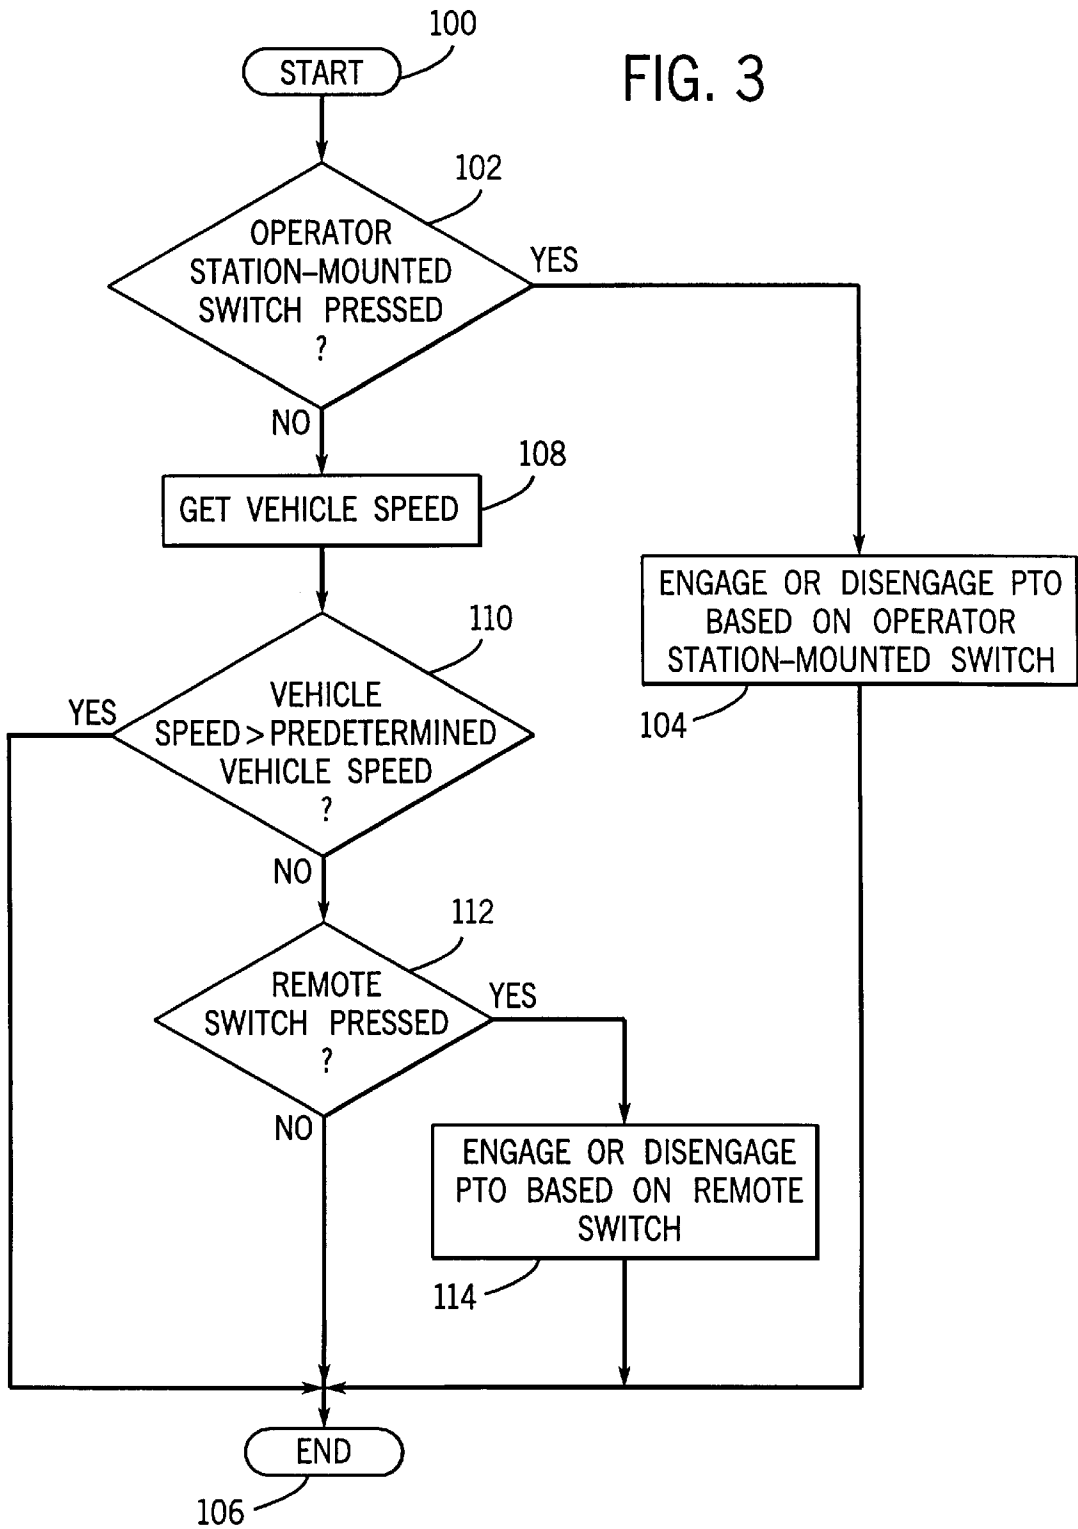 100
START
FIG. 3
102
OPERATOR
STATION–MOUNTED
SWITCH PRESSED
?
YES
NO
108
GET VEHICLE SPEED
ENGAGE OR DISENGAGE PTO
BASED ON OPERATOR
STATION–MOUNTED SWITCH
104
110
VEHICLE
SPEED>PREDETERMINED
VEHICLE SPEED
?
YES
NO
112
REMOTE
SWITCH PRESSED
?
YES
NO
ENGAGE OR DISENGAGE
PTO BASED ON REMOTE
SWITCH
114
END
106